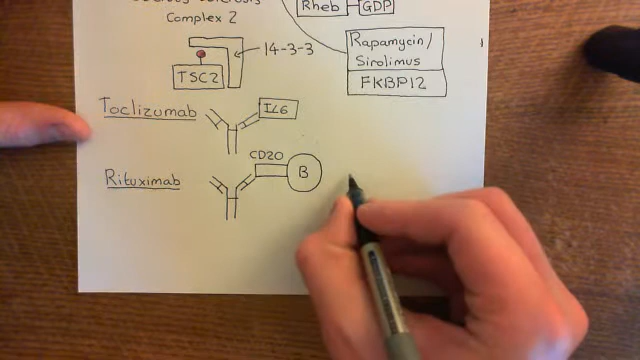 Complex 2
Rheb
GDP
14-3-3
TSC2
Rapamycin/
Sirolimus
FKBP12
Toclizumab
IL6
Rituximab
CD20
B